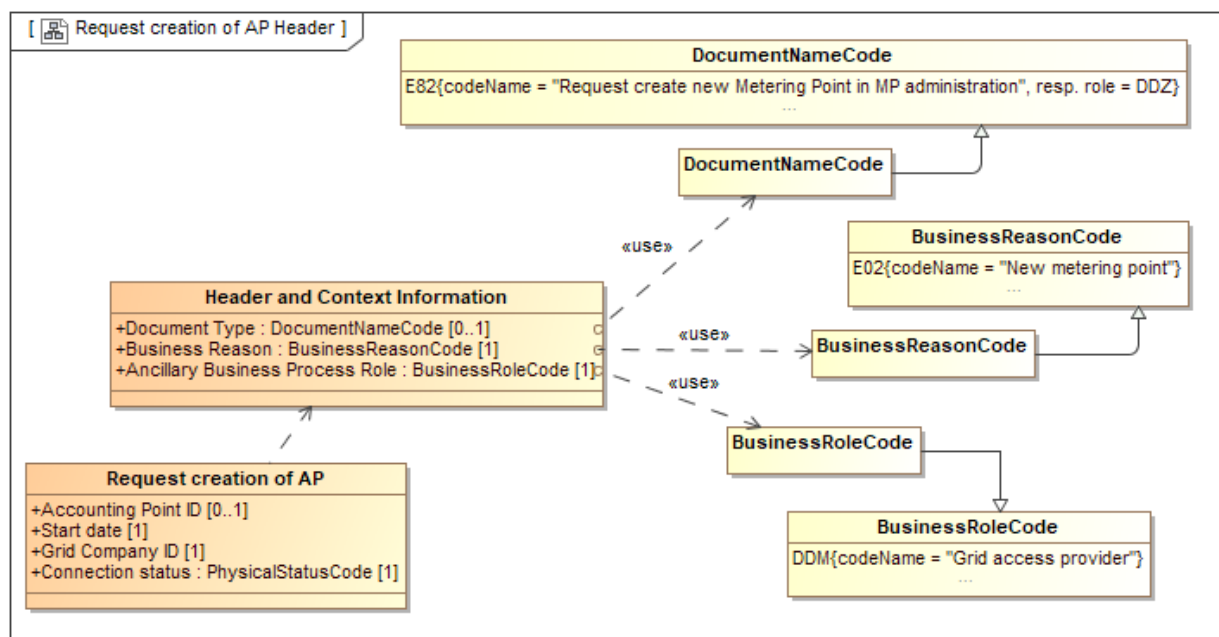 [ Request creation of AP Header ]
DocumentNameCode
E82{codeName = "Request create new Metering Point in MP administration", resp. role = DDZ}
...
DocumentNameCode
«use»
BusinessReasonCode
E02{codeName = "New metering point"}
...
Header and Context Information
+Document Type : DocumentNameCode [0..1]
+Business Reason : BusinessReasonCode [1]
+Ancillary Business Process Role : BusinessRoleCode [1]
«use»
BusinessReasonCode
«use»
BusinessRoleCode
Request creation of AP
+Accounting Point ID [0..1]
+Start date [1]
+Grid Company ID [1]
+Connection status : PhysicalStatusCode [1]
BusinessRoleCode
DDM{codeName = "Grid access provider"}
...